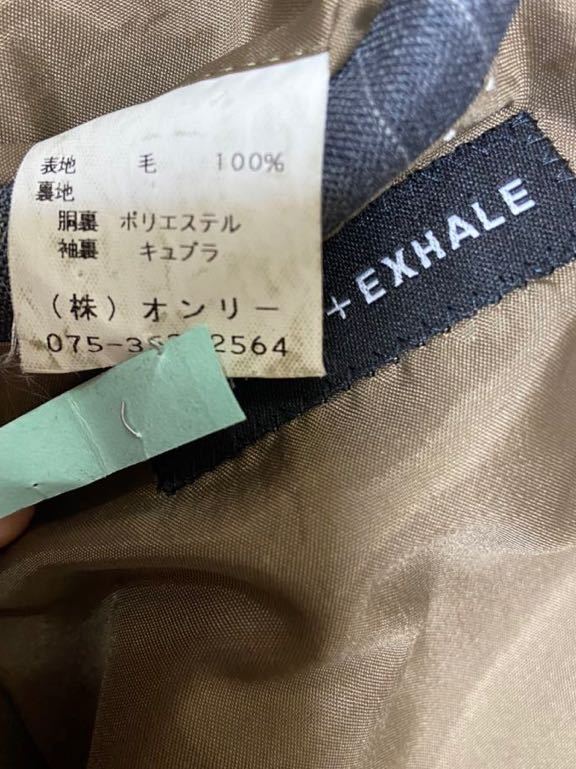 表地 毛 100%
裏地
胴裏 ポリエステル
袖裏 キュプラ
(株) オンリー
075-3 2564
+ EXHALE